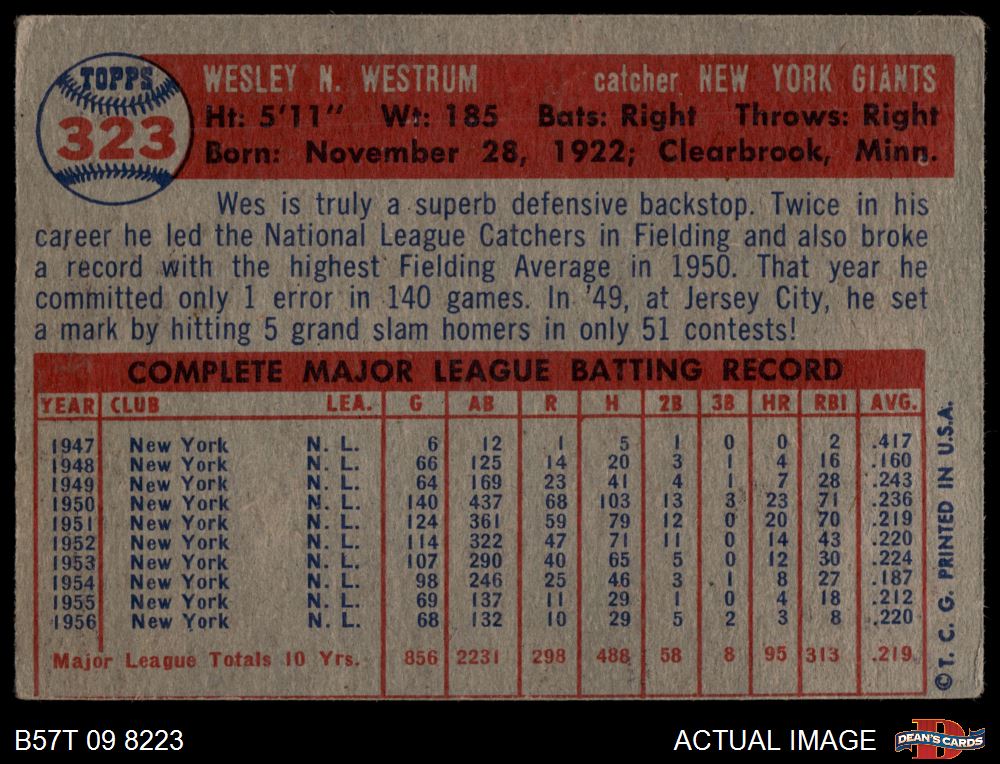 TOPPS
323
WESLEY N. WESTRUM catcher NEW YORK GIANTS
Ht: 5'11" Wt: 185 Bats: Right Throws: Right
Born: November 28, 1922; Clearbrook, Minn.
Wes is truly a superb defensive backstop. Twice in his
career he led the National League Catchers in Fielding and also broke
a record with the highest Fielding Average in 1950. That year he
committed only 1 error in 140 games. In '49, at Jersey City, he set
a mark by hitting 5 grand slam homers in only 51 contests!
COMPLETE MAJOR LEAGUE BATTING RECORD
YEAR CLUB LEA. G AB R H 2B 3B HR RBI AVG.
1947 New York N. L. 6 12 1 5 1 0 0 2 .417
1948 New York N. L. 66 125 14 20 3 1 4 16 .160
1949 New York N. L. 64 169 23 41 4 1 7 28 .243
1950 New York N. L. 140 437 68 103 13 3 23 71 .236
1951 New York N. L. 124 361 59 79 12 0 20 70 .219
1952 New York N. L. 114 322 47 71 11 0 14 43 .220
1953 New York N. L. 107 290 40 65 5 0 12 30 .224
1954 New York N. L. 98 246 25 46 3 1 8 27 .187
1955 New York N. L. 69 137 11 29 1 0 4 18 .212
1956 New York N. L. 68 132 10 29 5 2 3 8 .220
Major League Totals 10 Yrs. 856 2231 298 488 58 8 95 313 .219
© T. C. G. PRINTED IN U.S.A.
B57T 09 8223
ACTUAL IMAGE
D
DEAN'S CARDS